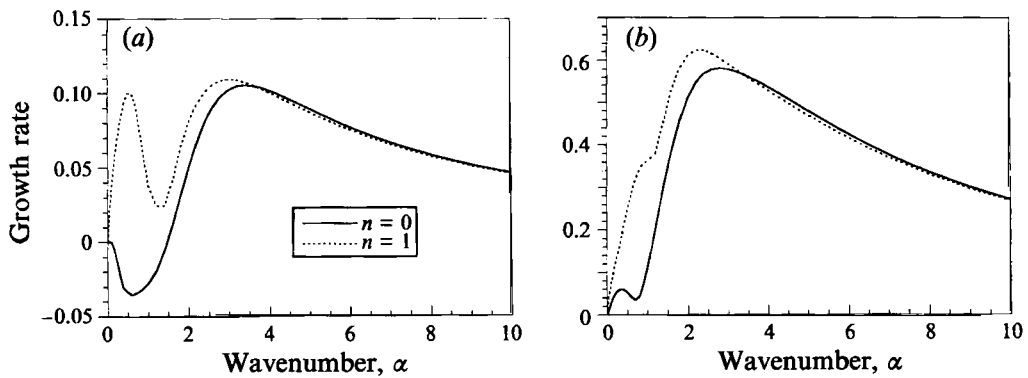 (a)
0.15
0.10
0.05
0
−0.05
Growth rate
0 2 4 6 8 10
Wavenumber, α
n = 0
n = 1
(b)
0.6
0.4
0.2
0
0 2 4 6 8 10
Wavenumber, α